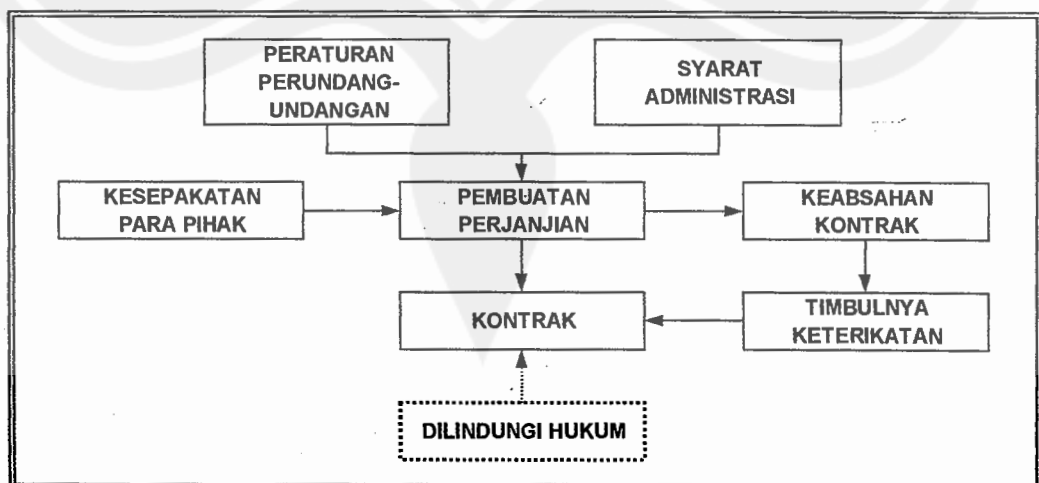 PERATURAN
PERUNDANG-
UNDANGAN
SYARAT
ADMINISTRASI
KESEPAKATAN
PARA PIHAK
PEMBUATAN
PERJANJIAN
KEABSAHAN
KONTRAK
KONTRAK
TIMBULNYA
KETERIKATAN
DILINDUNGI HUKUM